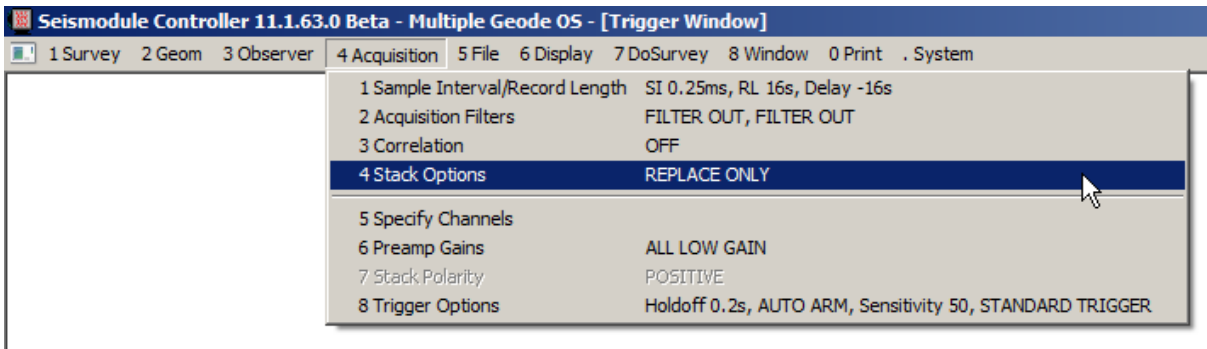 Seismodule Controller 11.1.63.0 Beta - Multiple Geode OS - [Trigger Window]
1 Survey 2 Geom 3 Observer 4 Acquisition 5 File 6 Display 7 DoSurvey 8 Window 0 Print . System
1 Sample Interval/Record Length SI 0.25ms, RL 16s, Delay -16s
2 Acquisition Filters FILTER OUT, FILTER OUT
3 Correlation OFF
4 Stack Options REPLACE ONLY
5 Specify Channels
6 Preamp Gains ALL LOW GAIN
7 Stack Polarity POSITIVE
8 Trigger Options Holdoff 0.2s, AUTO ARM, Sensitivity 50, STANDARD TRIGGER